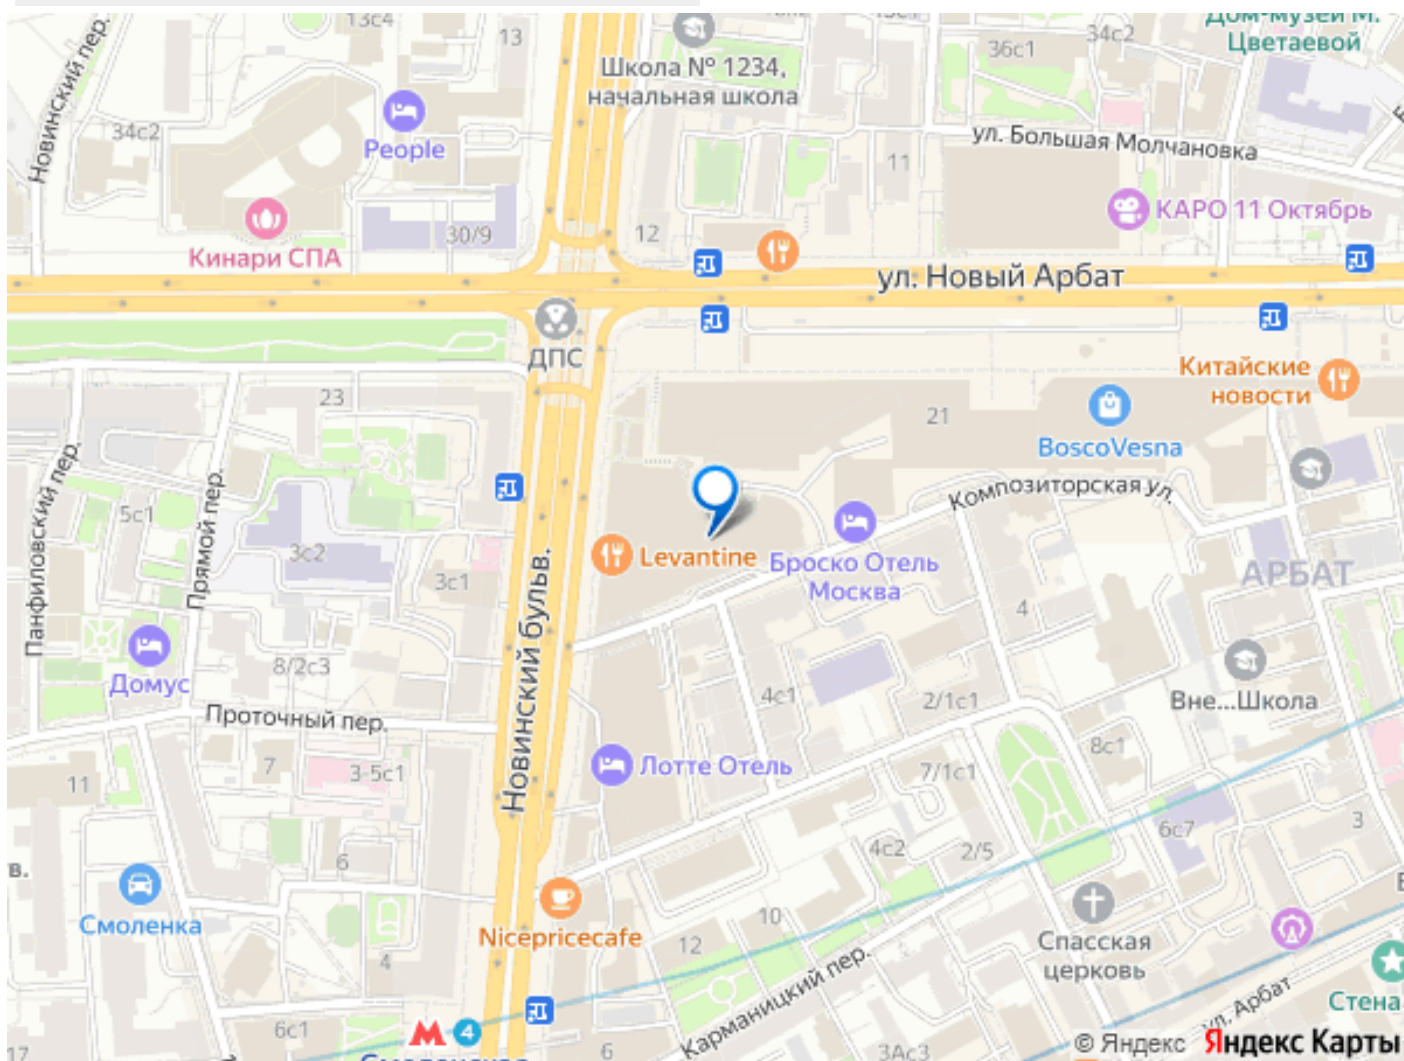 13с4
13
Новинский пер.
34с2
People
Кинари СПА
30/9
Школа № 1234,
начальная школа
12
11
36с1
34с2
Дом-музей М.
Цветаевой
ул. Большая Молчановка
КАРО 11 Октябрь
ул. Новый Арбат
ДПС
Китайские
новости
23
21
BoscoVesna
Композиторская ул.
Панфиловский пер.
Прямой пер.
5с1
3с2
3с1
Новинский бульв.
Levantine
Броско Отель
Москва
АРБАТ
4
Домус
8/2с3
Проточный пер.
4с1
2/1с1
Вне...Школа
8с1
11
7
3-5с1
Лотте Отель
7/1с1
6с7
3
6
4с2
2/5
в.
Смоленка
Nicepricecafe
10
12
Спасская
церковь
4
Карманицкий пер.
ул. Арбат
Стена
6с1
4
Смоленская
17
6
3Ас3
© Яндекс Яндекс Карты